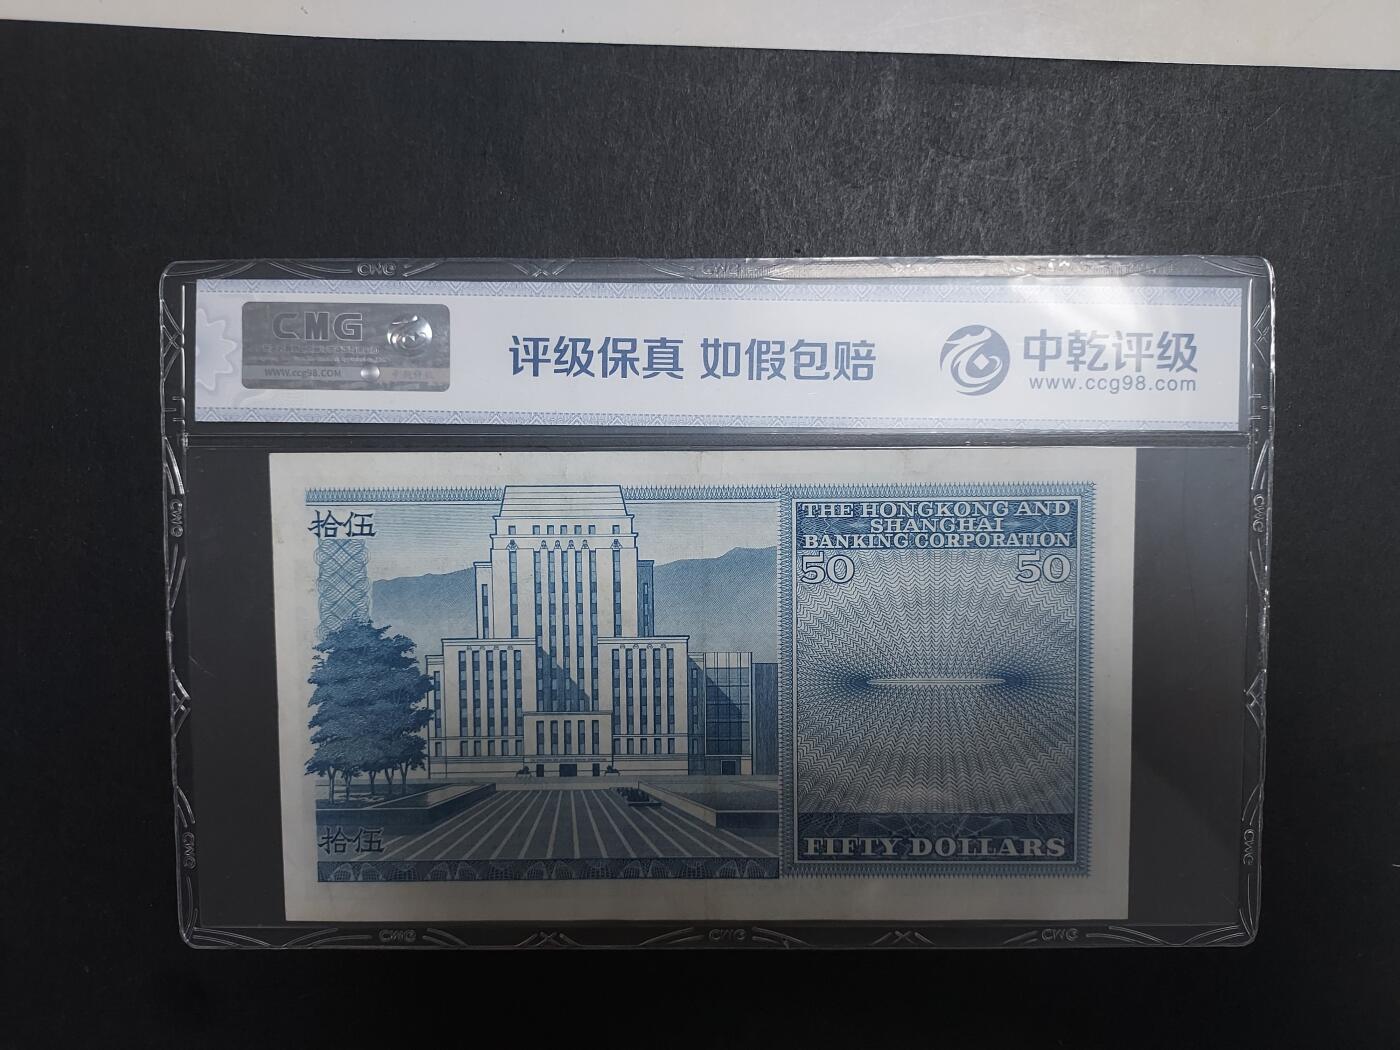 CMG
WWW.ccg98.COM
评级保真 如假包赔
中乾评级
www.ccg98.com
拾伍
THE HONGKONG AND
SHANGHAI
BANKING CORPORATION
50 50
拾伍
FIFTY DOLLARS